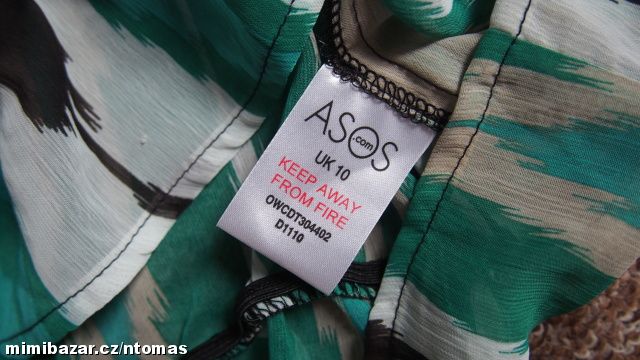 ASOS
.com
UK 10
KEEP AWAY
FROM FIRE
OWCDT304402
D1110
mimibazar.cz/ntomas